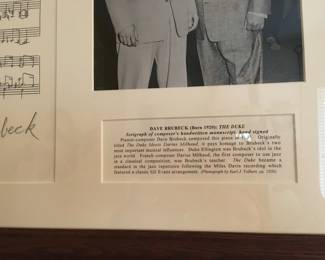 beck
DAVE BRUBECK (Born 1920): THE DUKE
Serigraph of composer's handwritten manuscript, hand signed
Pianist-composer Dave Brubeck composed this piece in Originally
titled The Duke Meets Darius Milhaud, it pays homage to Brubeck's two
most important musical influences. Duke Ellington was Brubeck's idol in the
jazz world. French composer Darius Milhaud, the first composer to use jazz
in a classical composition, was Brubeck's teacher. The Duke became a
standard in the jazz repertoire following the Miles Davis recording which
featured a classic Gil Evans arrangement. (Photograph by Earl J. ca.